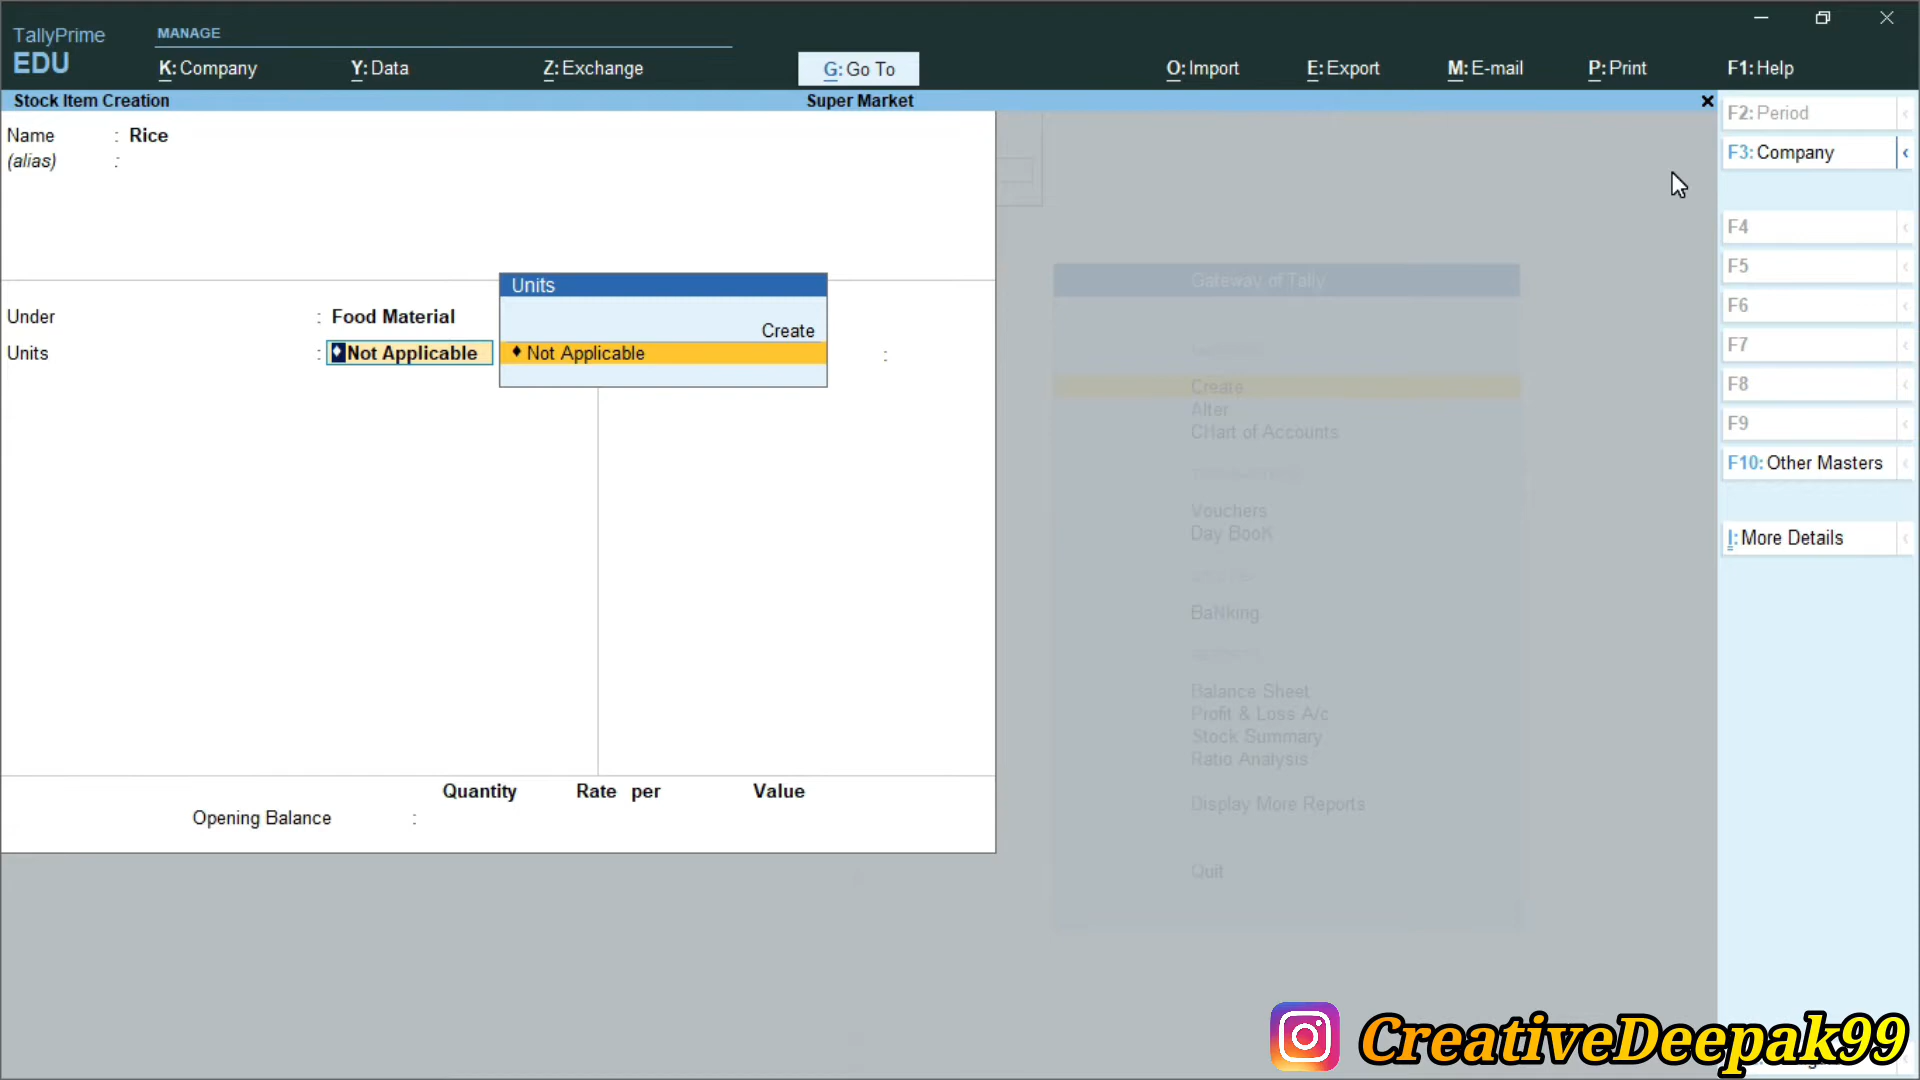 TallyPrime
EDU
MANAGE
K: Company
Y: Data
Z: Exchange
G: Go To
O: Import
E: Export
M: E-mail
P: Print
F1: Help
Stock Item Creation
Super Market
Name : Rice
(alias) :
Under : Food Material
Units : ♦ Not Applicable
Units
Create
♦ Not Applicable
:
Quantity Rate per Value
Opening Balance :
Gateway of Tally
Create
Alter
CHart of Accounts
Vouchers
Day BooK
BaNking
Balance Sheet
Profit & Loss A/c
Stock Summary
Ratio Analysis
Display More Reports
Quit
F2: Period
F3: Company
F4
F5
F6
F7
F8
F9
F10: Other Masters
I: More Details
CreativeDeepak99